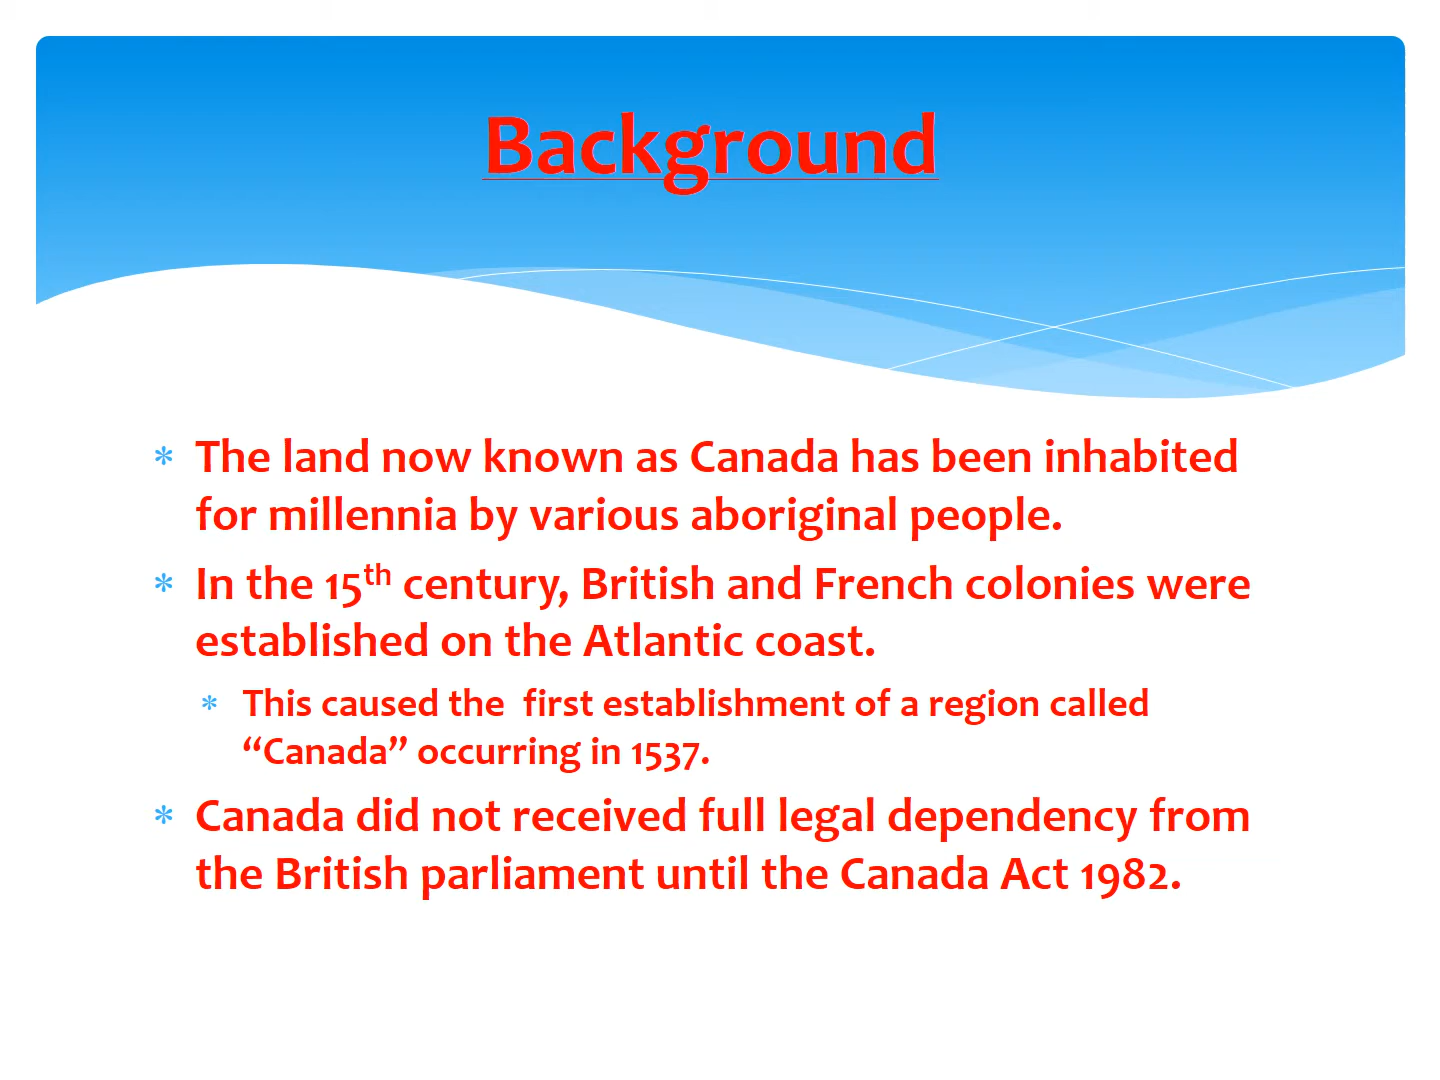 Background
* The land now known as Canada has been inhabited
for millennia by various aboriginal people.
* In the 15th century, British and French colonies were
established on the Atlantic coast.
* This caused the  first establishment of a region called
“Canada” occurring in 1537.
* Canada did not received full legal dependency from
the British parliament until the Canada Act 1982.